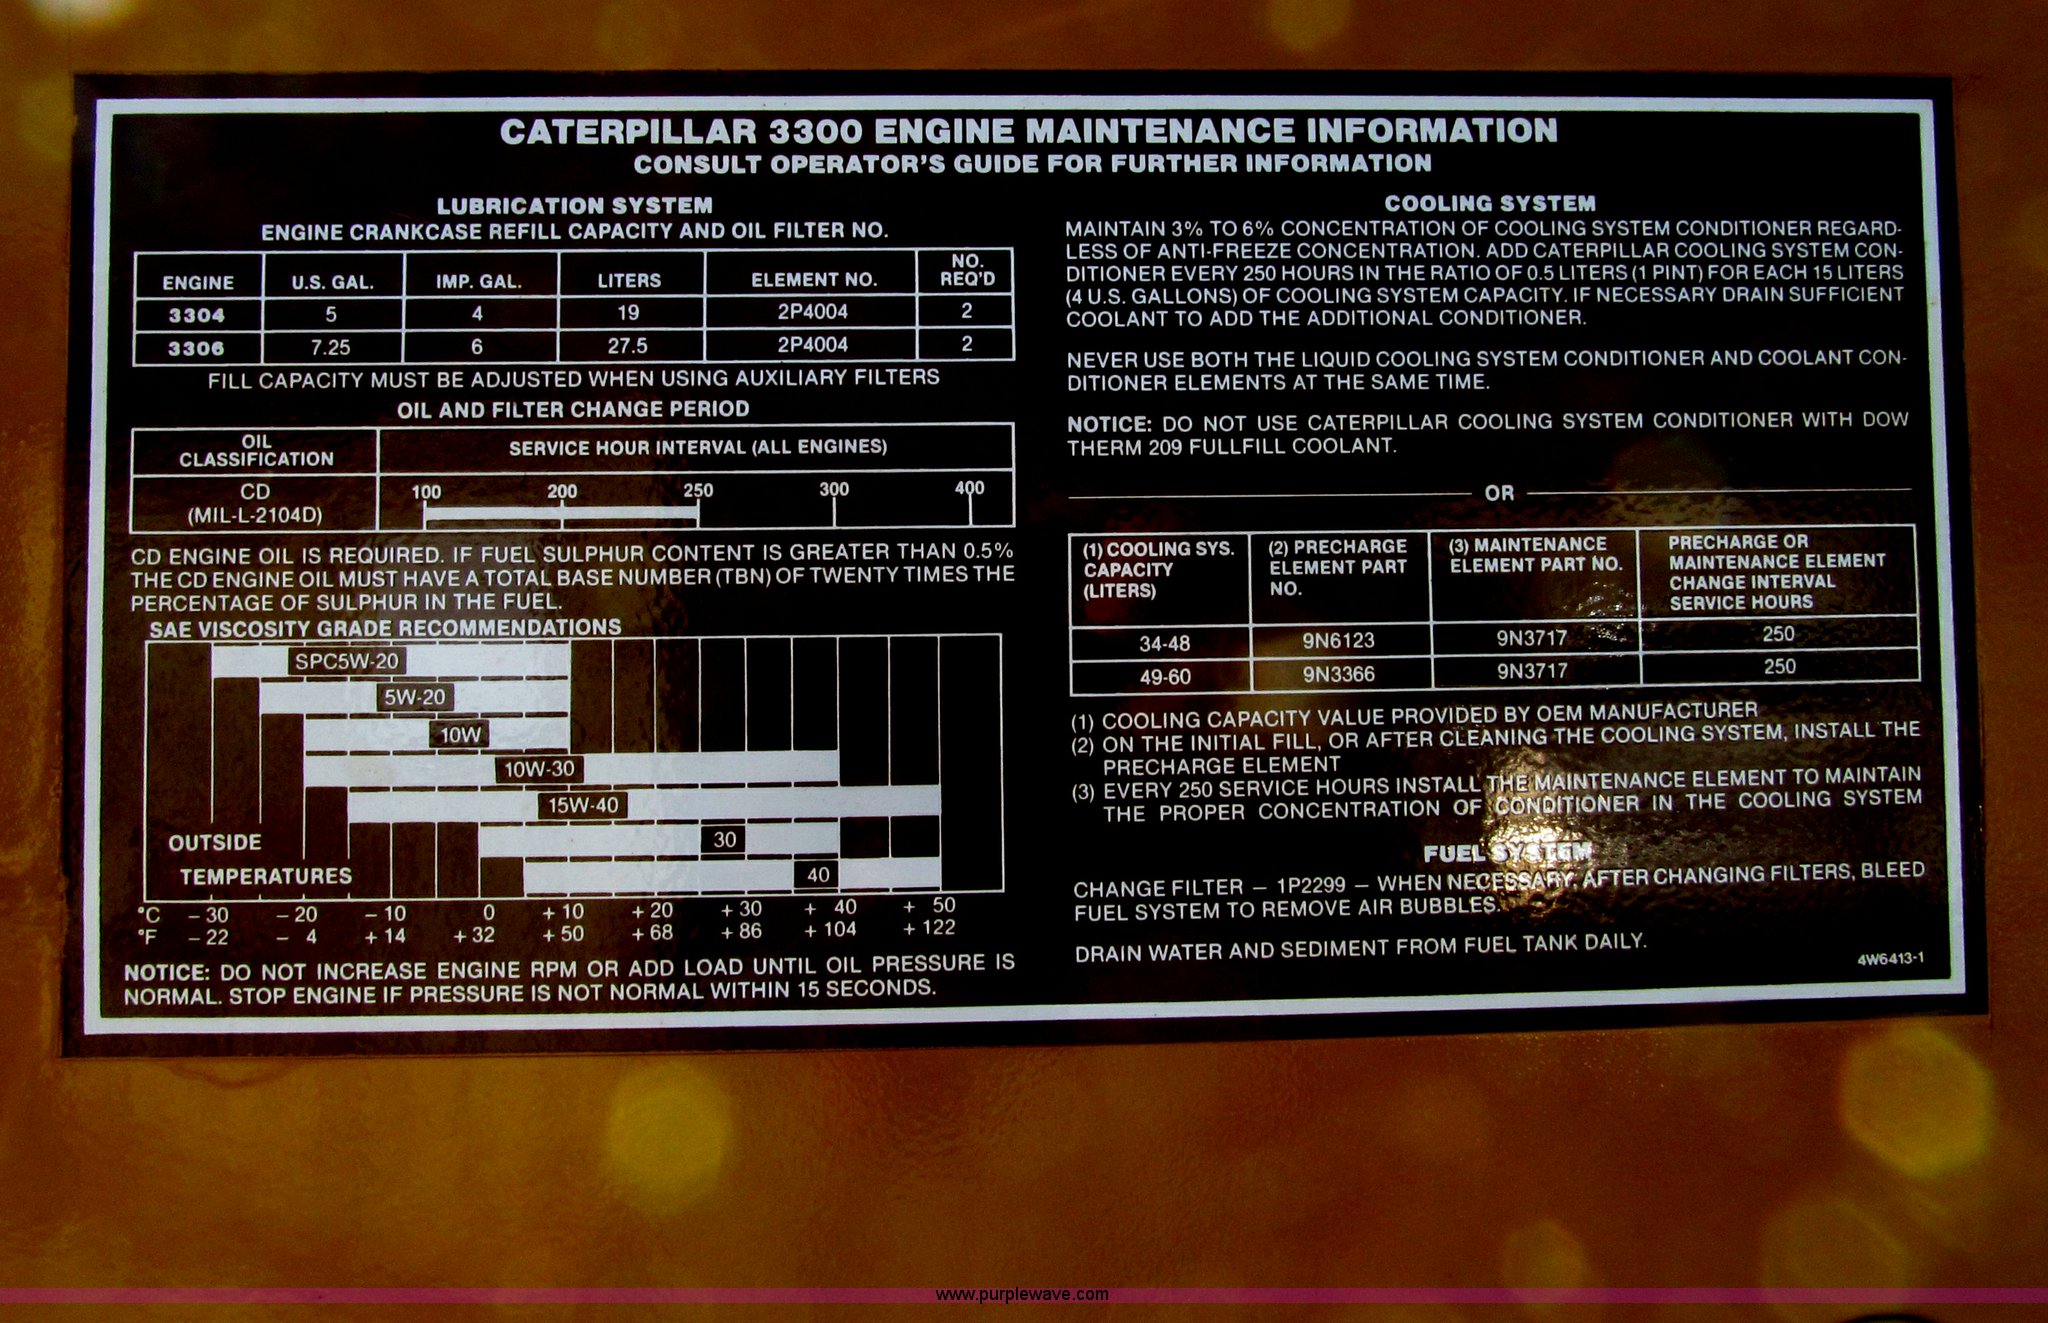 CATERPILLAR 3300 ENGINE MAINTENANCE INFORMATION
CONSULT OPERATOR'S GUIDE FOR FURTHER INFORMATION
LUBRICATION SYSTEM
ENGINE CRANKCASE REFILL CAPACITY AND OIL FILTER NO.
ENGINE U.S. GAL. IMP. GAL. LITERS ELEMENT NO. NO. REQ'D
3304 5 4 19 2P4004 2
3306 7.25 6 27.5 2P4004 2
FILL CAPACITY MUST BE ADJUSTED WHEN USING AUXILIARY FILTERS
OIL AND FILTER CHANGE PERIOD
OIL CLASSIFICATION SERVICE HOUR INTERVAL (ALL ENGINES)
CD 100 200 250 300 400
(MIL-L-2104D)
CD ENGINE OIL IS REQUIRED. IF FUEL SULPHUR CONTENT IS GREATER THAN 0.5%
THE CD ENGINE OIL MUST HAVE A TOTAL BASE NUMBER (TBN) OF TWENTY TIMES THE
PERCENTAGE OF SULPHUR IN THE FUEL.
SAE VISCOSITY GRADE RECOMMENDATIONS
SPC5W-20
5W-20
10W
10W-30
15W-40
30
40
OUTSIDE
TEMPERATURES
°C - 30 - 20 - 10 0 + 10 + 20 + 30 + 40 + 50
°F - 22 - 4 + 14 + 32 + 50 + 68 + 86 + 104 + 122
NOTICE: DO NOT INCREASE ENGINE RPM OR ADD LOAD UNTIL OIL PRESSURE IS
NORMAL. STOP ENGINE IF PRESSURE IS NOT NORMAL WITHIN 15 SECONDS.
COOLING SYSTEM
MAINTAIN 3% TO 6% CONCENTRATION OF COOLING SYSTEM CONDITIONER REGARD-
LESS OF ANTI-FREEZE CONCENTRATION. ADD CATERPILLAR COOLING SYSTEM CON-
DITIONER EVERY 250 HOURS IN THE RATIO OF 0.5 LITERS (1 PINT) FOR EACH 15 LITERS
(4 U.S. GALLONS) OF COOLING SYSTEM CAPACITY. IF NECESSARY DRAIN SUFFICIENT
COOLANT TO ADD THE ADDITIONAL CONDITIONER.
NEVER USE BOTH THE LIQUID COOLING SYSTEM CONDITIONER AND COOLANT CON-
DITIONER ELEMENTS AT THE SAME TIME.
NOTICE: DO NOT USE CATERPILLAR COOLING SYSTEM CONDITIONER WITH DOW
THERM 209 FULLFILL COOLANT.
OR
(1) COOLING SYS. CAPACITY (LITERS) (2) PRECHARGE ELEMENT PART NO. (3) MAINTENANCE ELEMENT PART NO. PRECHARGE OR MAINTENANCE ELEMENT CHANGE INTERVAL SERVICE HOURS
34-48 9N6123 9N3717 250
49-60 9N3366 9N3717 250
(1) COOLING CAPACITY VALUE PROVIDED BY OEM MANUFACTURER
(2) ON THE INITIAL FILL, OR AFTER CLEANING THE COOLING SYSTEM, INSTALL THE
PRECHARGE ELEMENT
(3) EVERY 250 SERVICE HOURS INSTALL THE MAINTENANCE ELEMENT TO MAINTAIN
THE PROPER CONCENTRATION OF CONDITIONER IN THE COOLING SYSTEM
FUEL SYSTEM
CHANGE FILTER — 1P2299 — WHEN NECESSARY. AFTER CHANGING FILTERS, BLEED
FUEL SYSTEM TO REMOVE AIR BUBBLES.
DRAIN WATER AND SEDIMENT FROM FUEL TANK DAILY.
4W6413-1
www.purplewave.com